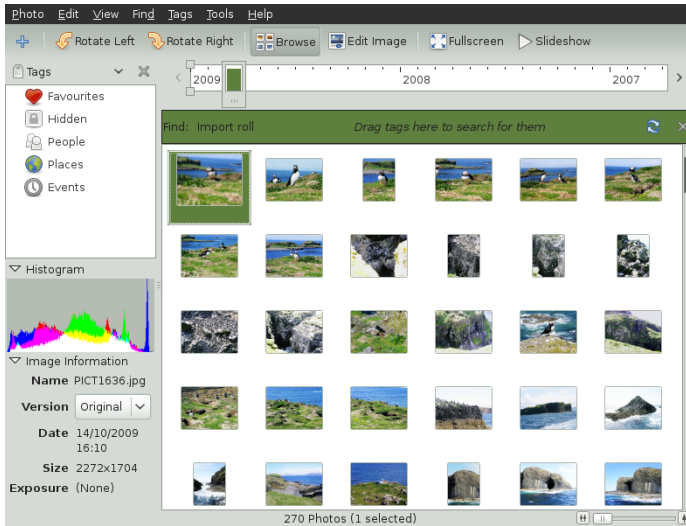 Photo Edit View Find Tags Tools Help
Rotate Left Rotate Right Browse Edit Image Fullscreen Slideshow
Tags
2009 2008 2007
Favourites
Hidden
People
Places
Events
Find: Import roll Drag tags here to search for them
Histogram
Image Information
Name PICT1636.jpg
Version Original
Date 14/10/2009
16:10
Size 2272x1704
Exposure (None)
270 Photos (1 selected)